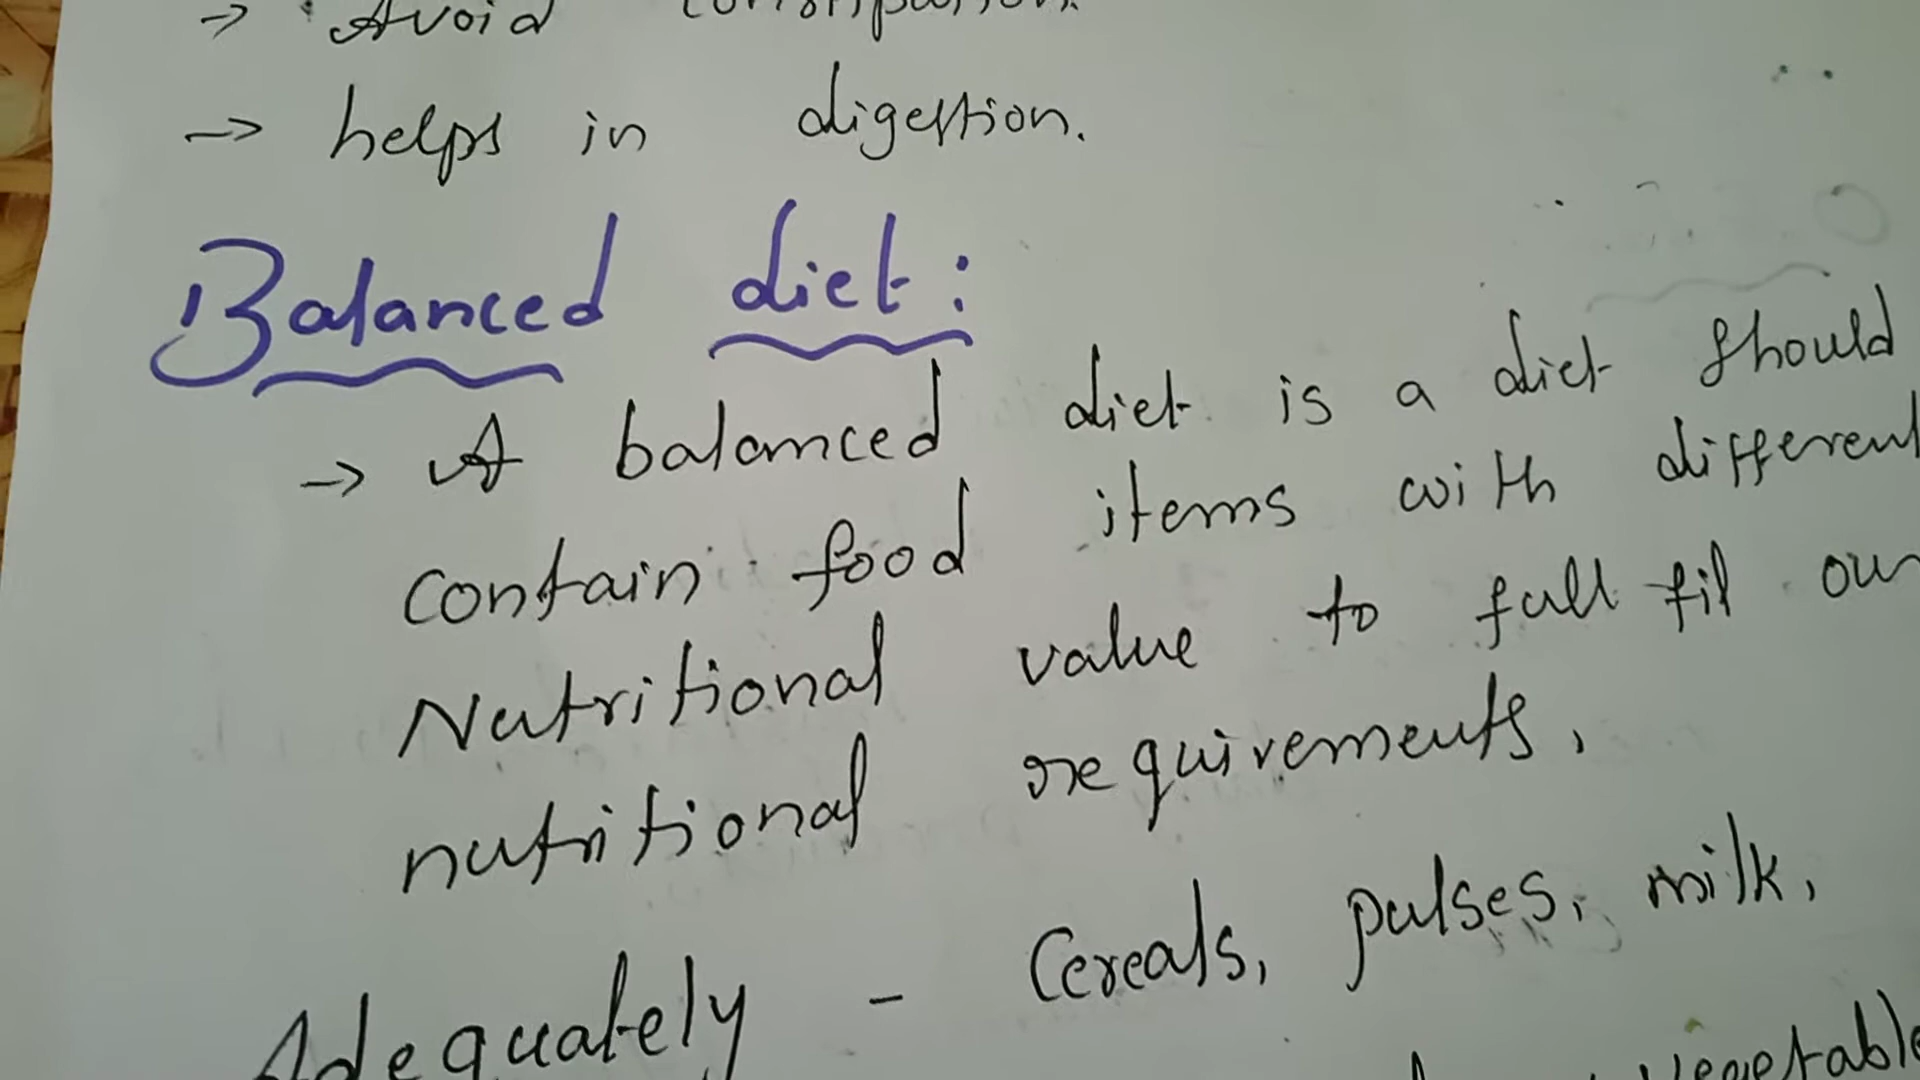 → Avoid
→ helps in digestion.
Balanced diet:
→ A balanced diet is a diet should
contain food items with different
Nutritional value to full fil our
nutritional requirements,
Adequately - Cereals, pulses, milk,
vegetable